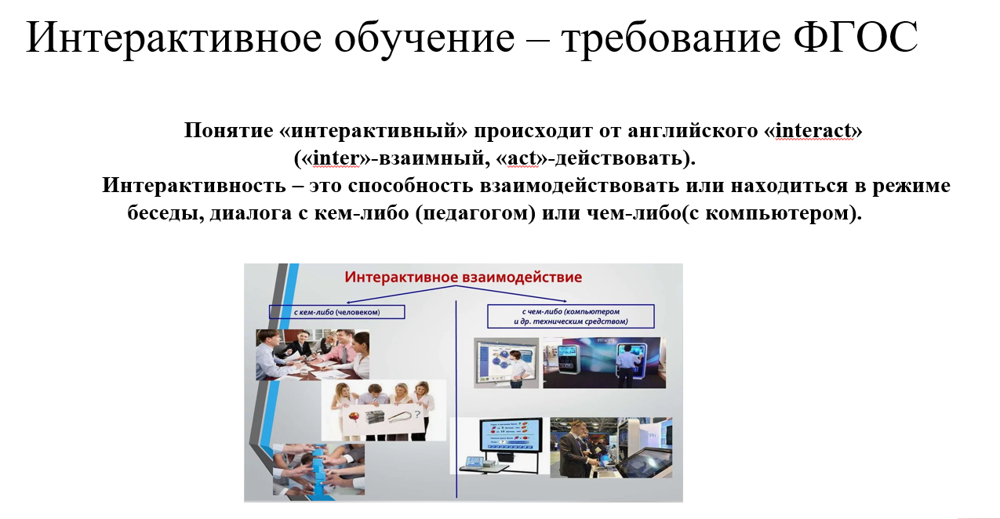 Интерактивное обучение – требование ФГОС
Понятие «интерактивный» происходит от английского «interact»
(«inter»-взаимный, «act»-действовать).
Интерактивность – это способность взаимодействовать или находиться в режиме
беседы, диалога с кем-либо (педагогом) или чем-либо(с компьютером).
Интерактивное взаимодействие
с кем-либо (человеком)
с чем-либо (компьютером
и др. техническим средством)
?